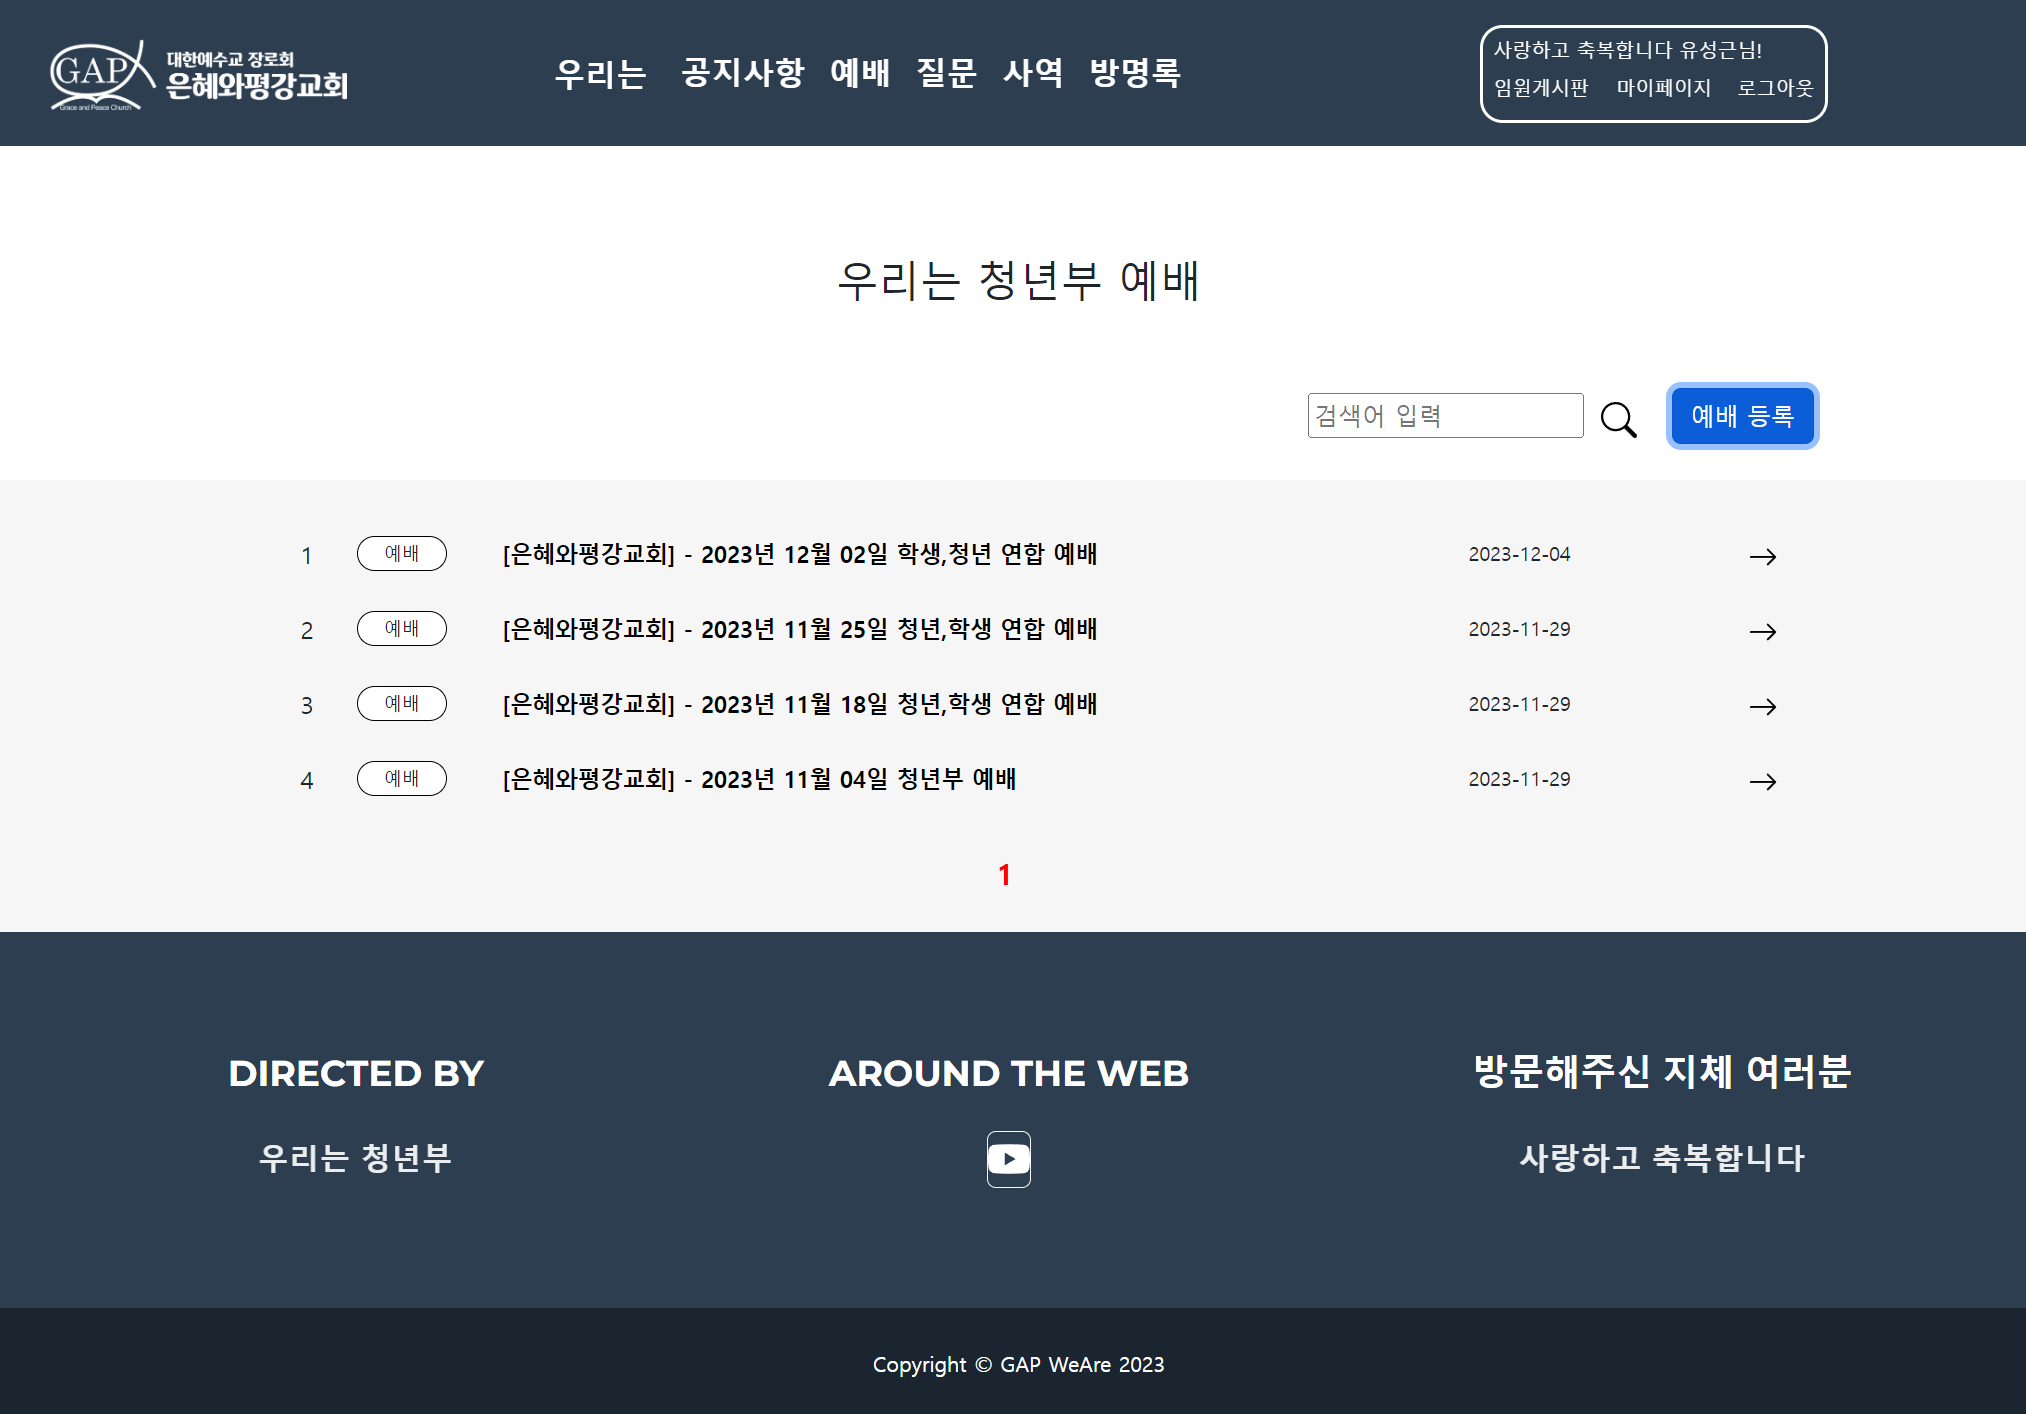 GAP
Grace and Peace Church
대한예수교 장로회
은혜와평강교회
우리는 공지사항 예배 질문 사역 방명록
사랑하고 축복합니다 유성근님!
임원게시판 마이페이지 로그아웃
우리는 청년부 예배
검색어 입력
예배 등록
1 예배 [은혜와평강교회] - 2023년 12월 02일 학생,청년 연합 예배 2023-12-04
2 예배 [은혜와평강교회] - 2023년 11월 25일 청년,학생 연합 예배 2023-11-29
3 예배 [은혜와평강교회] - 2023년 11월 18일 청년,학생 연합 예배 2023-11-29
4 예배 [은혜와평강교회] - 2023년 11월 04일 청년부 예배 2023-11-29
1
DIRECTED BY
우리는 청년부
AROUND THE WEB
방문해주신 지체 여러분
사랑하고 축복합니다
Copyright © GAP WeAre 2023